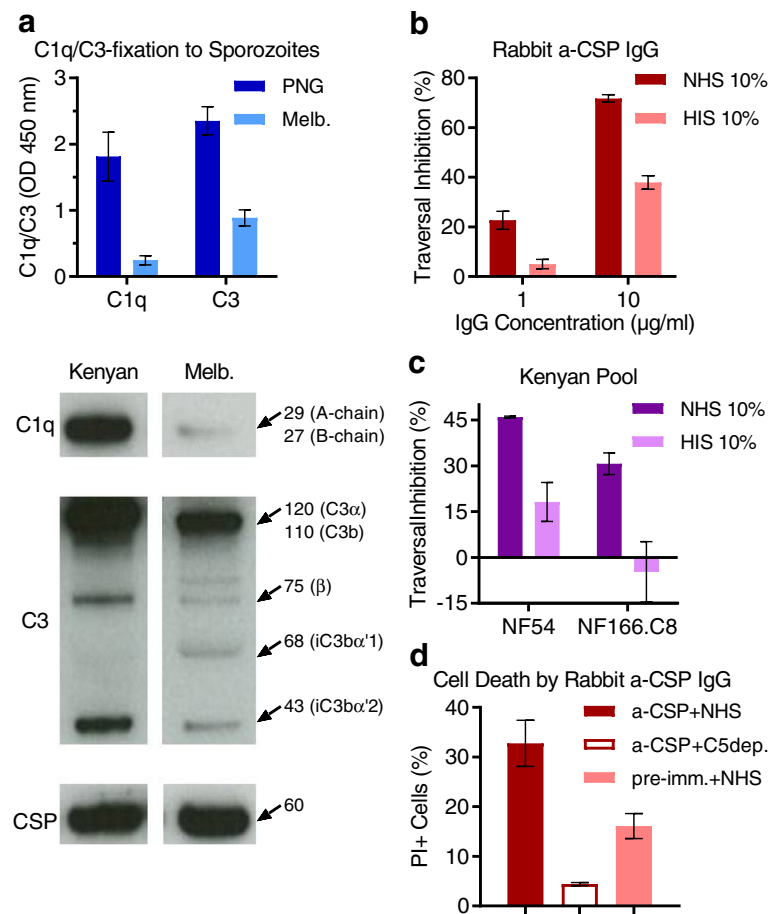 a
C1q/C3-fixation to Sporozoites
C1q/C3 (OD 450 nm)
3
2
1
0
PNG
Melb.
C1q
C3
Kenyan
Melb.
C1q
29 (A-chain)
27 (B-chain)
C3
120 (C3α)
110 (C3b)
75 (β)
68 (iC3bα'1)
43 (iC3bα'2)
CSP
60
b
Rabbit a-CSP IgG
Traversal Inhibition (%)
80
60
40
20
0
NHS 10%
HIS 10%
1
10
IgG Concentration (µg/ml)
c
Kenyan Pool
TraversalInhibition (%)
45
30
15
0
-15
NHS 10%
HIS 10%
NF54
NF166.C8
d
Cell Death by Rabbit a-CSP IgG
PI+ Cells (%)
40
30
20
10
0
a-CSP+NHS
a-CSP+C5dep.
pre-imm.+NHS